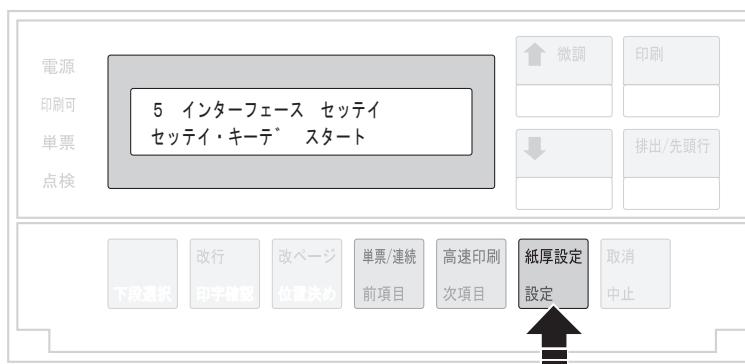 電源
印刷可
単票
点検
5 インターフェース セッテイ
セッテイ・キーデ゛ スタート
微調
印刷
排出/先頭行
下段選択
改行
印字確認
改ページ
位置決め
単票/連続
前項目
高速印刷
次項目
紙厚設定
設定
取消
中止